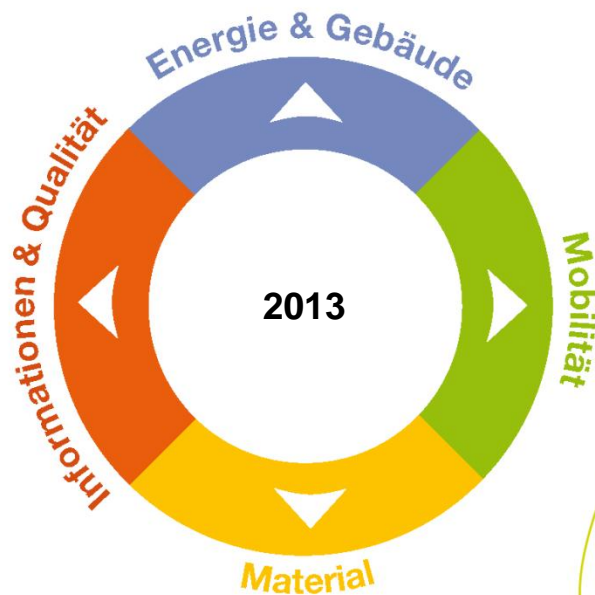 Energie & Gebäude
Informationen & Qualität
2013
Mobilität
Material